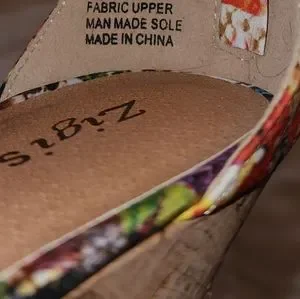 FABRIC UPPER
MAN MADE SOLE
MADE IN CHINA
Zigis